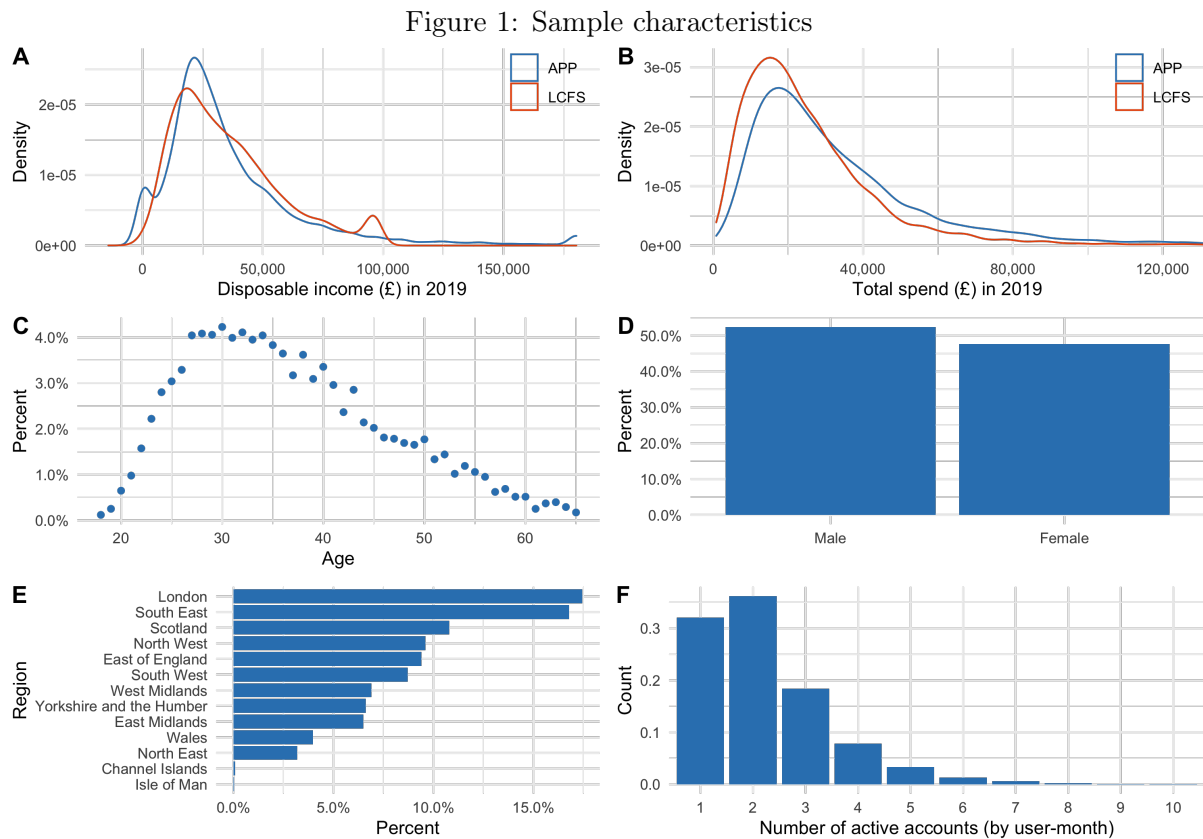 Figure 1: Sample characteristics
A
APP
LCFS
2e-05
1e-05
0e+00
Density
0
50,000
100,000
150,000
Disposable income (£) in 2019
B
APP
LCFS
3e-05
2e-05
1e-05
0e+00
Density
0
40,000
80,000
120,000
Total spend (£) in 2019
C
4.0%
3.0%
2.0%
1.0%
0.0%
Percent
20
30
40
50
60
Age
D
50.0%
40.0%
30.0%
20.0%
10.0%
0.0%
Percent
Male
Female
E
London
South East
Scotland
North West
East of England
South West
West Midlands
Yorkshire and the Humber
East Midlands
Wales
North East
Channel Islands
Isle of Man
Region
0.0%
5.0%
10.0%
15.0%
Percent
F
0.3
0.2
0.1
0.0
Count
1
2
3
4
5
6
7
8
9
10
Number of active accounts (by user-month)